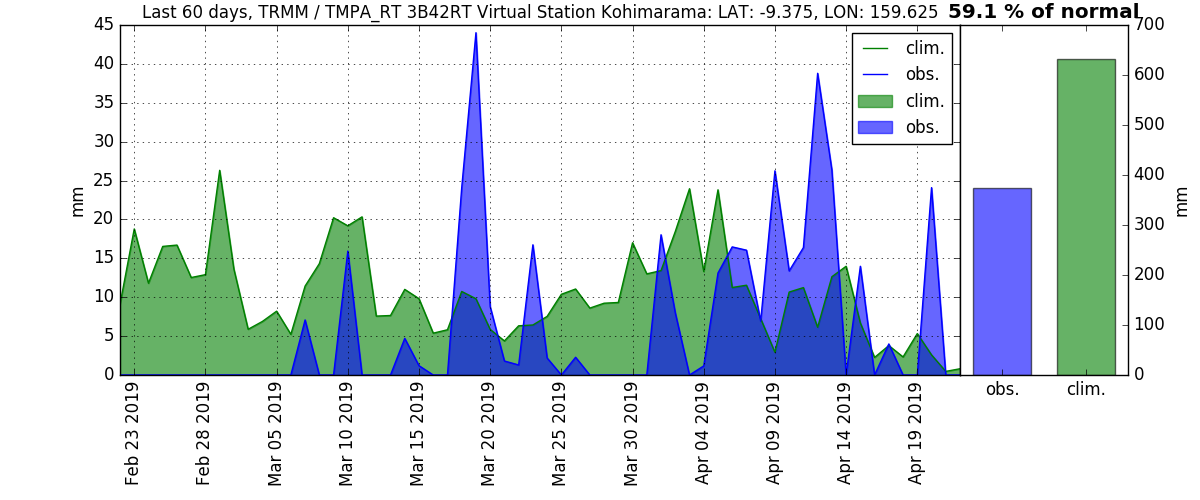 Last 60 days, TRMM / TMPA_RT 3B42RT Virtual Station Kohimarama: LAT: -9.375, LON: 159.625 59.1 % of normal
45
40
35
30
25
20
15
10
5
0
mm
clim.
obs.
clim.
obs.
Feb 23 2019
Feb 28 2019
Mar 05 2019
Mar 10 2019
Mar 15 2019
Mar 20 2019
Mar 25 2019
Mar 30 2019
Apr 04 2019
Apr 09 2019
Apr 14 2019
Apr 19 2019
700
600
500
400
300
200
100
0
mm
obs. clim.